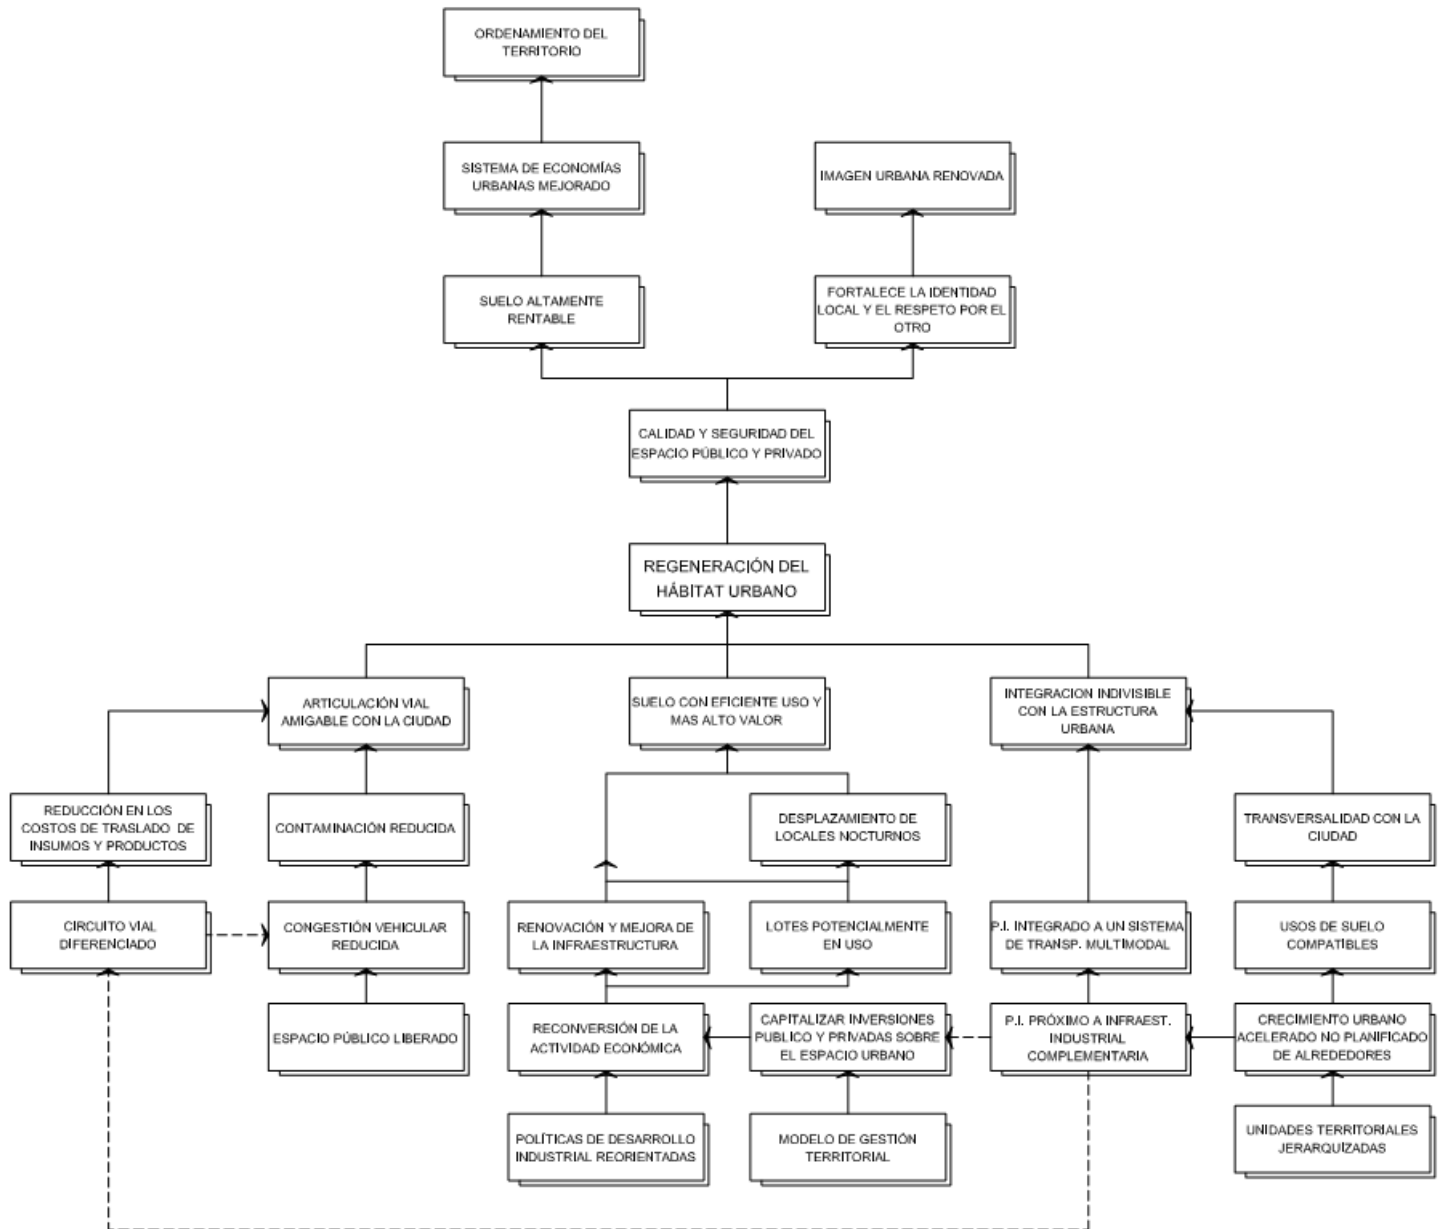 ORDENAMIENTO DEL
TERRITORIO
SISTEMA DE ECONOMÍAS
URBANAS MEJORADO
IMAGEN URBANA RENOVADA
SUELO ALTAMENTE
RENTABLE
FORTALECE LA IDENTIDAD
LOCAL Y EL RESPETO POR EL
OTRO
CALIDAD Y SEGURIDAD DEL
ESPACIO PÚBLICO Y PRIVADO
REGENERACIÓN DEL
HÁBITAT URBANO
ARTICULACIÓN VIAL
AMIGABLE CON LA CIUDAD
SUELO CON EFICIENTE USO Y
MAS ALTO VALOR
INTEGRACION INDIVISIBLE
CON LA ESTRUCTURA
URBANA
REDUCCIÓN EN LOS
COSTOS DE TRASLADO DE
INSUMOS Y PRODUCTOS
CONTAMINACIÓN REDUCIDA
DESPLAZAMIENTO DE
LOCALES NOCTURNOS
TRANSVERSALIDAD CON LA
CIUDAD
CIRCUITO VIAL
DIFERENCIADO
CONGESTIÓN VEHICULAR
REDUCIDA
RENOVACIÓN Y MEJORA DE
LA INFRAESTRUCTURA
LOTES POTENCIALMENTE
EN USO
P.I. INTEGRADO A UN SISTEMA
DE TRANSP. MULTIMODAL
USOS DE SUELO
COMPATIBLES
ESPACIO PÚBLICO LIBERADO
RECONVERSIÓN DE LA
ACTIVIDAD ECONÓMICA
CAPITALIZAR INVERSIONES
PUBLICO Y PRIVADAS SOBRE
EL ESPACIO URBANO
P.I. PRÓXIMO A INFRAEST.
INDUSTRIAL
COMPLEMENTARIA
CRECIMIENTO URBANO
ACELERADO NO PLANIFICADO
DE ALREDEDORES
POLÍTICAS DE DESARROLLO
INDUSTRIAL REORIENTADAS
MODELO DE GESTIÓN
TERRITORIAL
UNIDADES TERRITORIALES
JERARQUÍZADAS